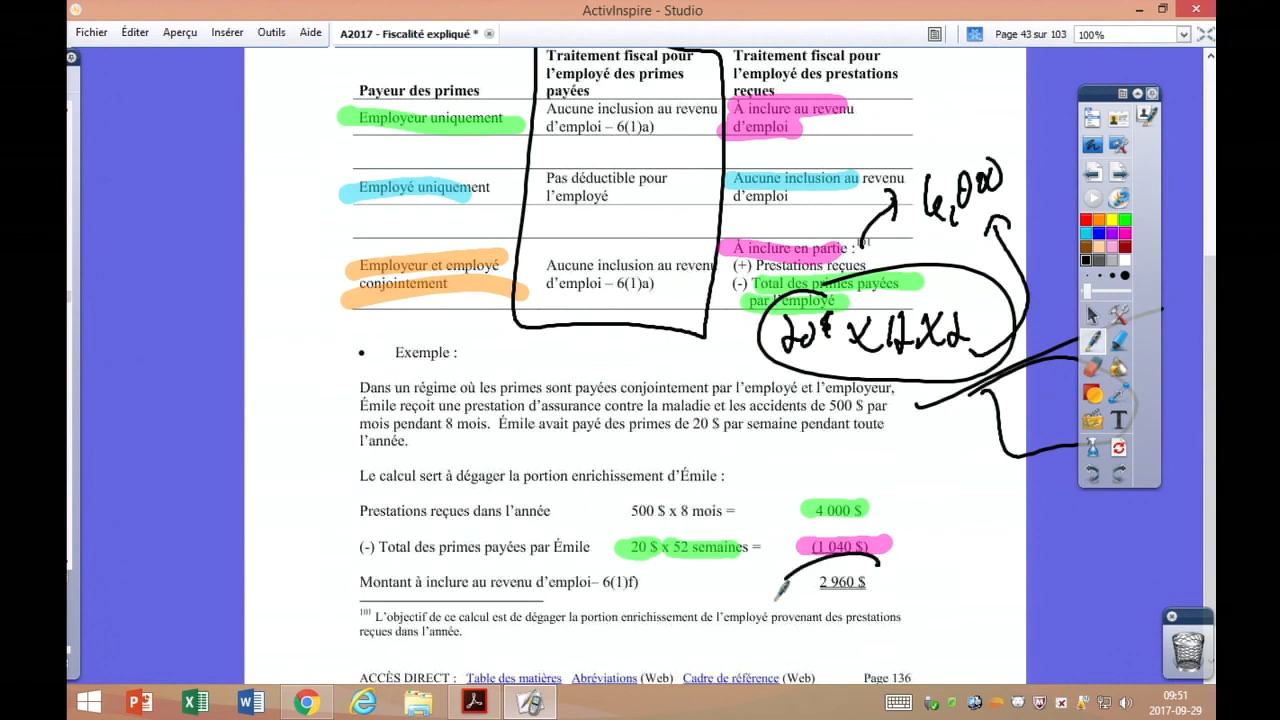 ActivInspire - Studio
Fichier Éditer Aperçu Insérer Outils Aide A2017 - Fiscalité expliqué * Page 43 sur 103 100%
Traitement fiscal pour Traitement fiscal pour
l'employé des primes l'employé des prestations
Payeur des primes payées reçues
Employeur uniquement Aucune inclusion au revenu À inclure au revenu
d'emploi – 6(1)a) d'emploi
Employé uniquement Pas déductible pour Aucune inclusion au revenu
l'employé d'emploi
À inclure en partie : 101
Employeur et employé Aucune inclusion au revenu (+) Prestations reçues
conjointement d'emploi – 6(1)a) (-) Total des primes payées
par l'employé
20$ x 12 x 2
• Exemple :
Dans un régime où les primes sont payées conjointement par l'employé et l'employeur,
Émile reçoit une prestation d'assurance contre la maladie et les accidents de 500 $ par
mois pendant 8 mois. Émile avait payé des primes de 20 $ par semaine pendant toute
l'année.
Le calcul sert à dégager la portion enrichissement d'Émile :
Prestations reçues dans l'année 500 $ x 8 mois = 4 000 $
(-) Total des primes payées par Émile 20 $ x 52 semaines = (1 040 $)
Montant à inclure au revenu d'emploi– 6(1)f) 2 960 $
101 L'objectif de ce calcul est de dégager la portion enrichissement de l'employé provenant des prestations
reçues dans l'année.
ACCÈS DIRECT : Table des matières Abréviations (Web) Cadre de référence (Web) Page 136
09:51
2017-09-29